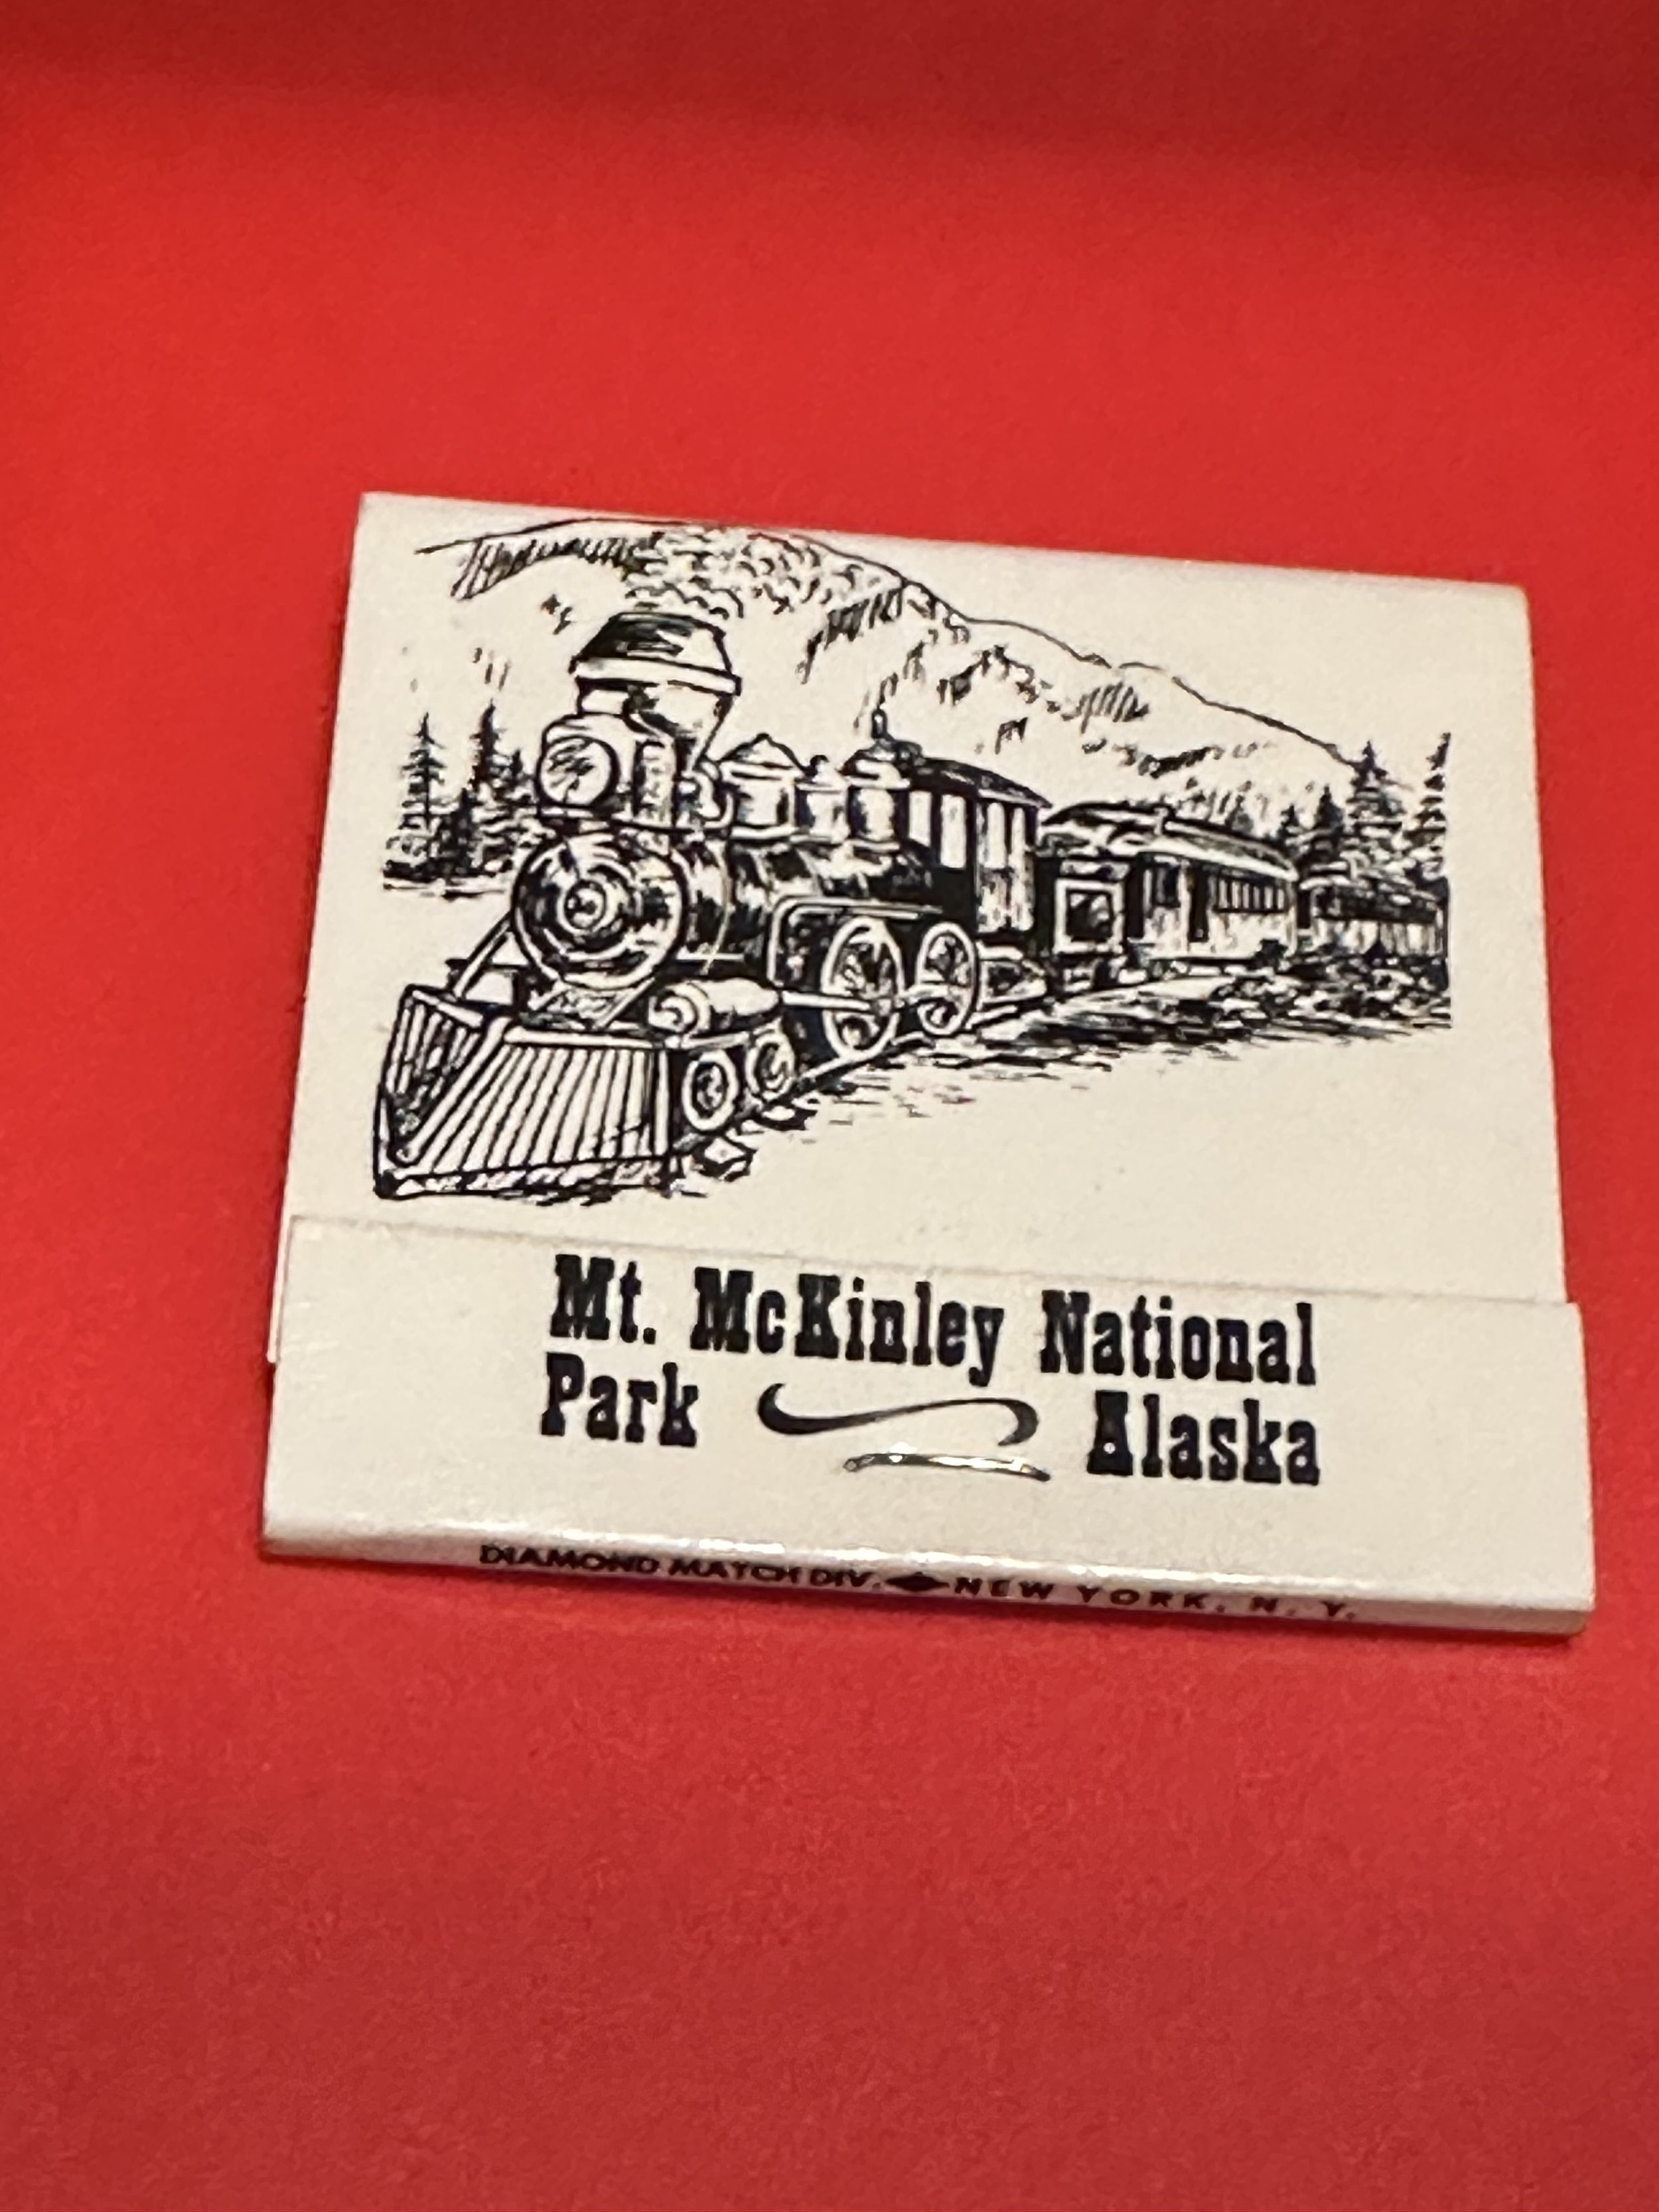 Mt. McKinley National
Park Alaska
DIAMOND MATCH DIV. NEW YORK, N. Y.